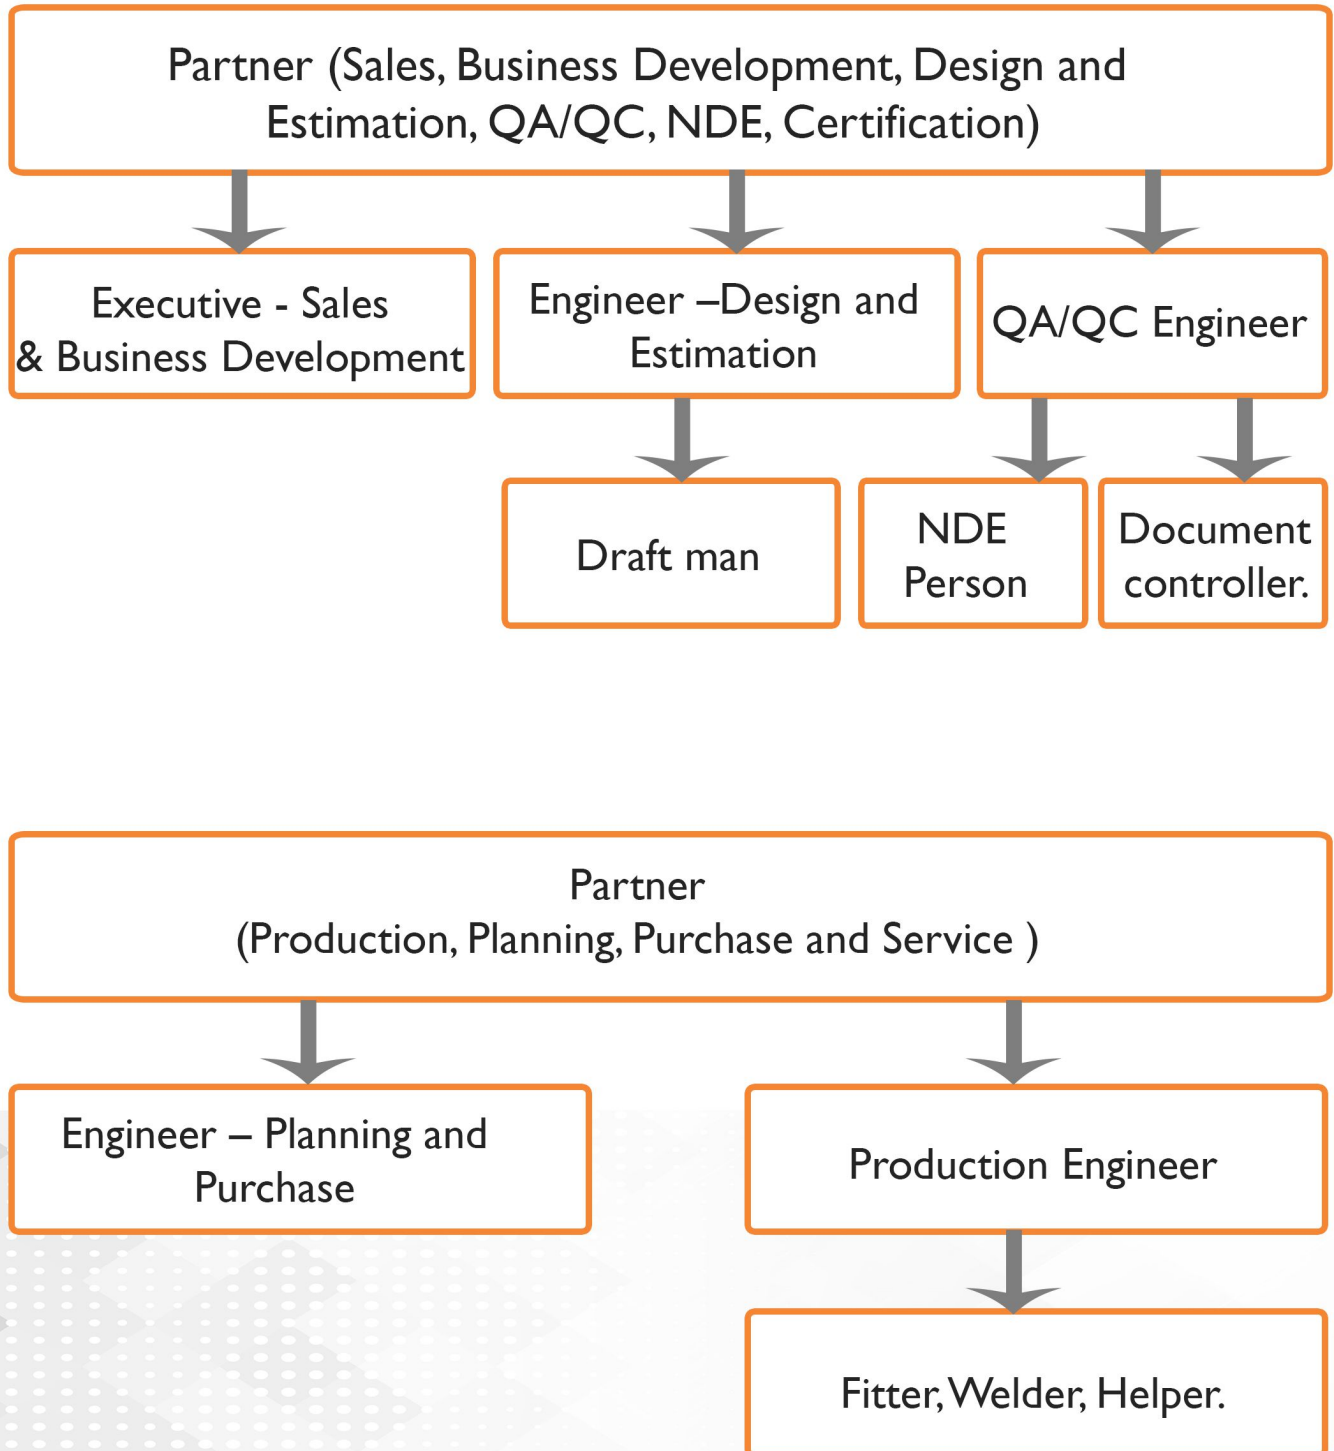 Partner (Sales, Business Development, Design and
Estimation, QA/QC, NDE, Certification)
Executive - Sales
& Business Development
Engineer –Design and
Estimation
QA/QC Engineer
Draft man
NDE
Person
Document
controller.
Partner
(Production, Planning, Purchase and Service )
Engineer – Planning and
Purchase
Production Engineer
Fitter, Welder, Helper.